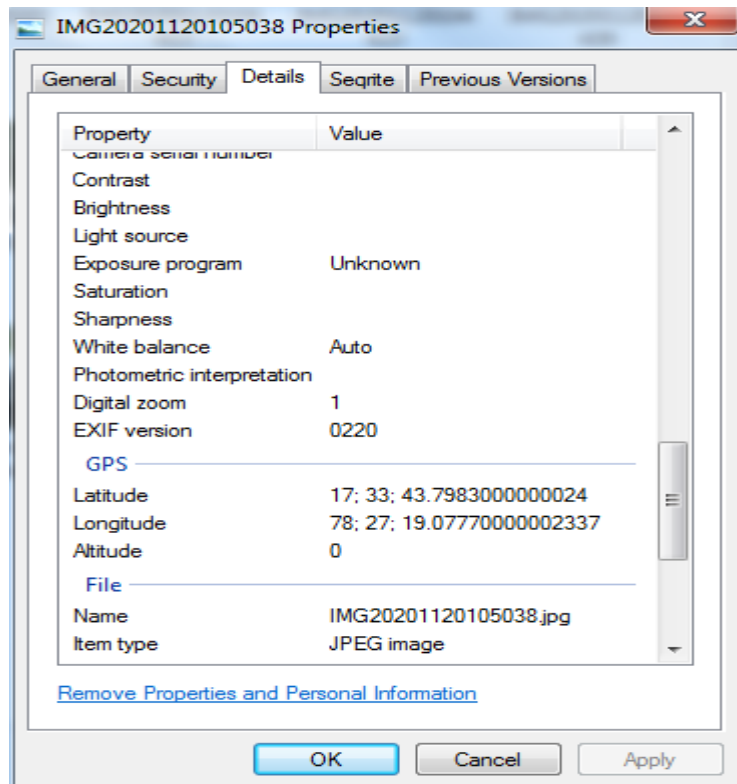 IMG20201120105038 Properties
General Security Details Seqrite Previous Versions
Property Value
Camera serial number
Contrast
Brightness
Light source
Exposure program Unknown
Saturation
Sharpness
White balance Auto
Photometric interpretation
Digital zoom 1
EXIF version 0220
GPS
Latitude 17; 33; 43.7983000000024
Longitude 78; 27; 19.07770000002337
Altitude 0
File
Name IMG20201120105038.jpg
Item type JPEG image
Remove Properties and Personal Information
OK Cancel Apply